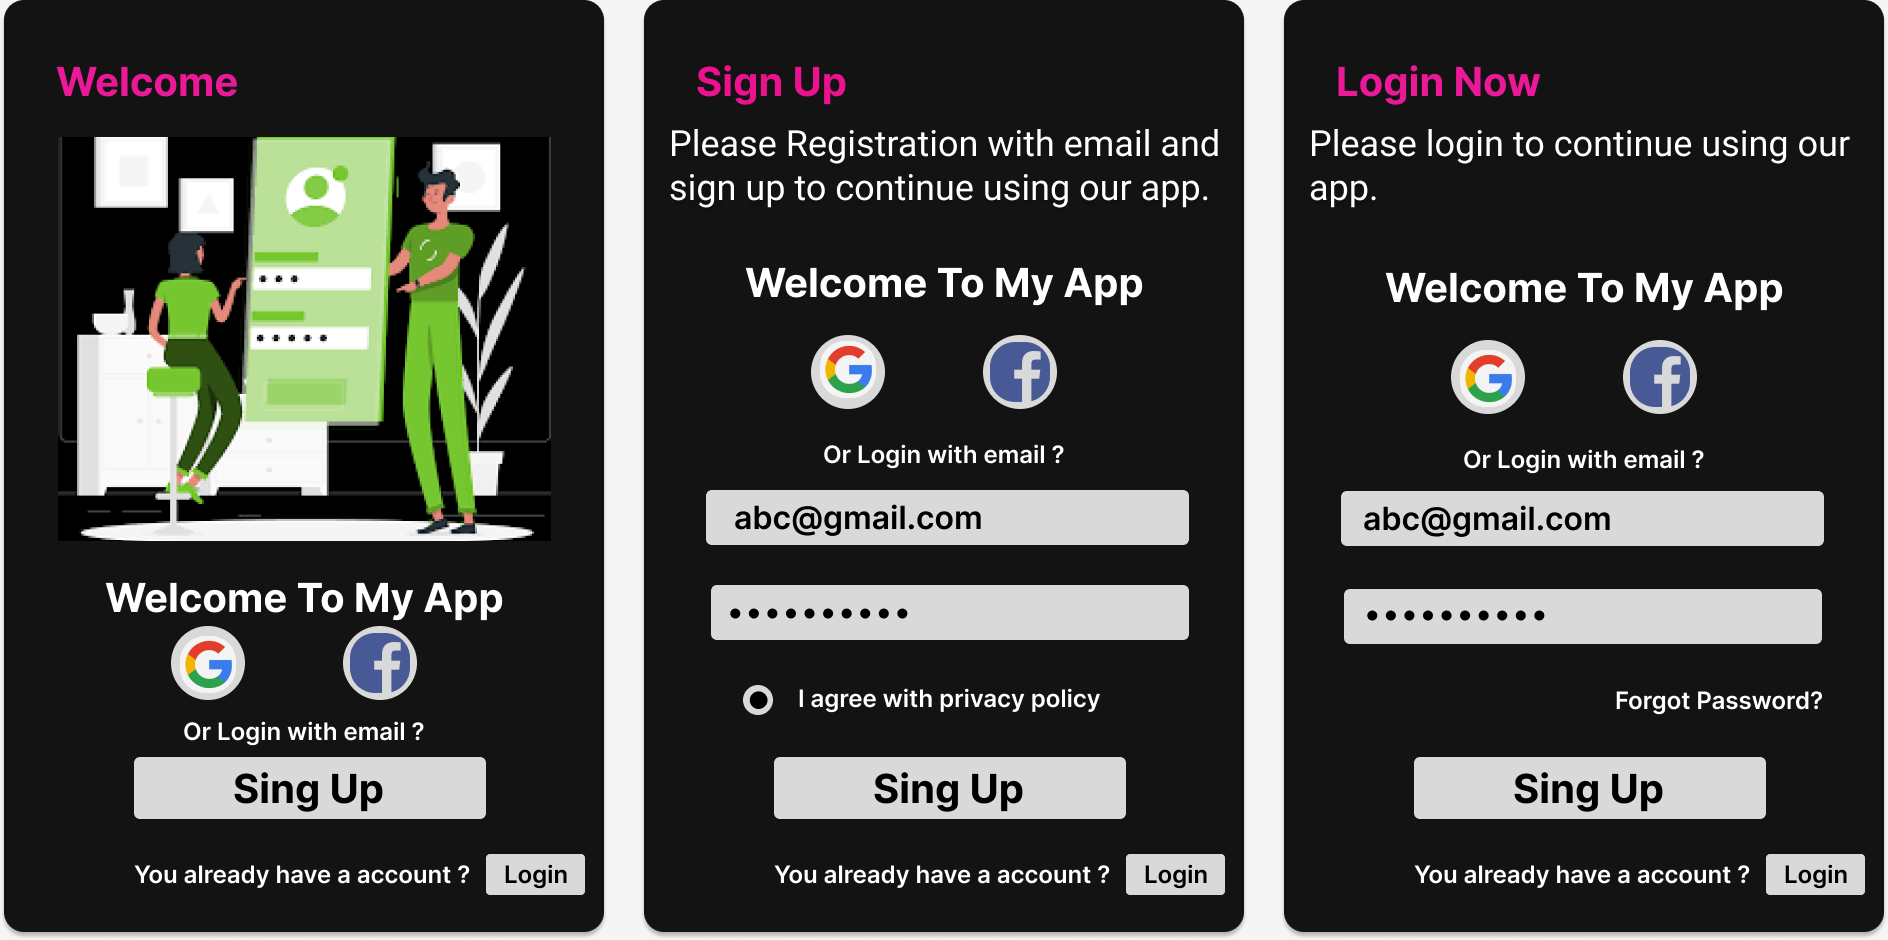 Welcome
Welcome To My App
Or Login with email ?
Sing Up
You already have a account ?
Login
Sign Up
Please Registration with email and
sign up to continue using our app.
Welcome To My App
Or Login with email ?
abc@gmail.com
••••••••••
I agree with privacy policy
Sing Up
You already have a account ?
Login
Login Now
Please login to continue using our
app.
Welcome To My App
Or Login with email ?
abc@gmail.com
••••••••••
Forgot Password?
Sing Up
You already have a account ?
Login